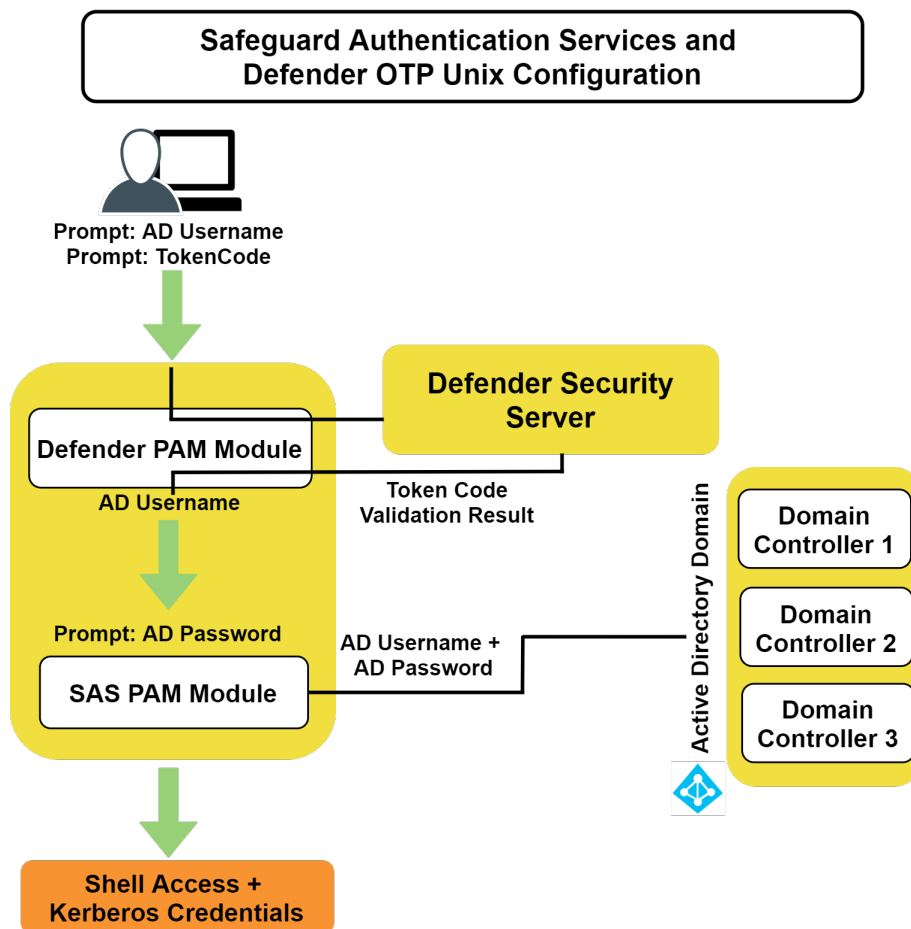 Safeguard Authentication Services and
Defender OTP Unix Configuration
Prompt: AD Username
Prompt: TokenCode
Defender Security
Server
Defender PAM Module
AD Username
Token Code
Validation Result
Active Directory Domain
Domain
Controller 1
Domain
Controller 2
Domain
Controller 3
Prompt: AD Password
AD Username +
AD Password
SAS PAM Module
Shell Access +
Kerberos Credentials